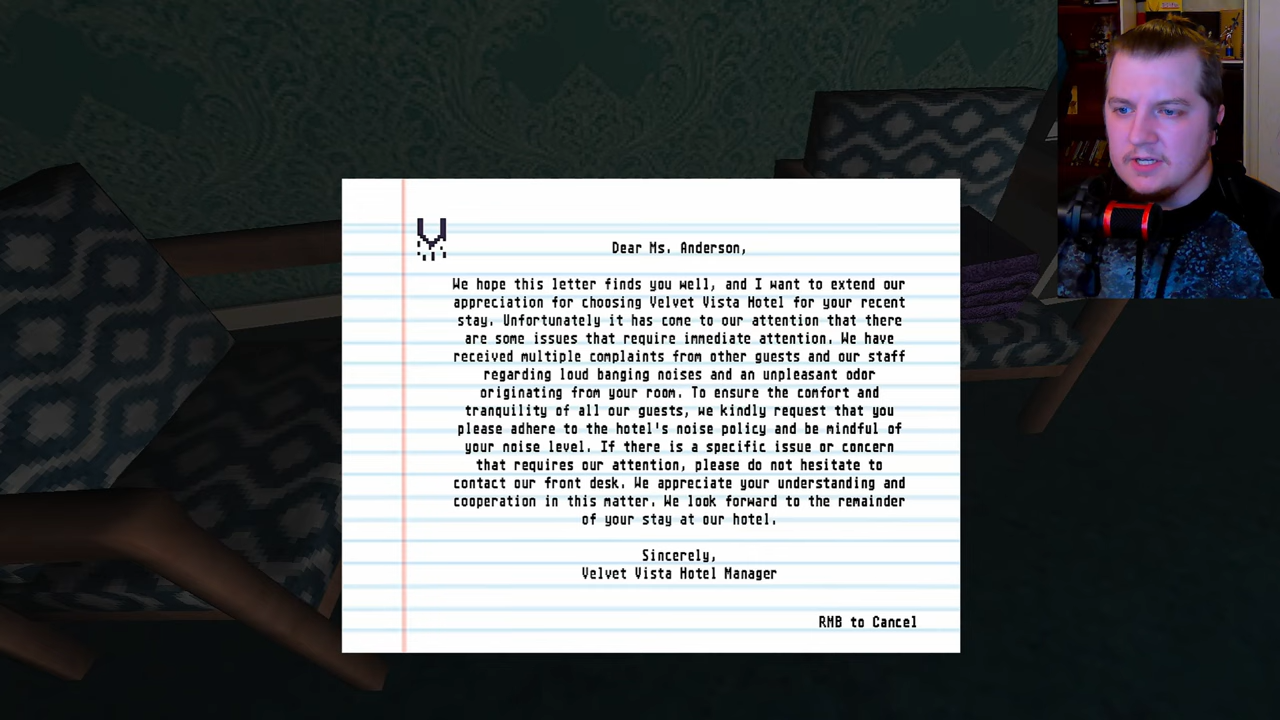 Dear Ms. Anderson,
We hope this letter finds you well, and I want to extend our
appreciation for choosing Velvet Vista Hotel for your recent
stay. Unfortunately it has come to our attention that there
are some issues that require immediate attention. We have
received multiple complaints from other guests and our staff
regarding loud banging noises and an unpleasant odor
originating from your room. To ensure the comfort and
tranquility of all our guests, we kindly request that you
please adhere to the hotel's noise policy and be mindful of
your noise level. If there is a specific issue or concern
that requires our attention, please do not hesitate to
contact our front desk. We appreciate your understanding and
cooperation in this matter. We look forward to the remainder
of your stay at our hotel.
Sincerely,
Velvet Vista Hotel Manager
RMB to Cancel